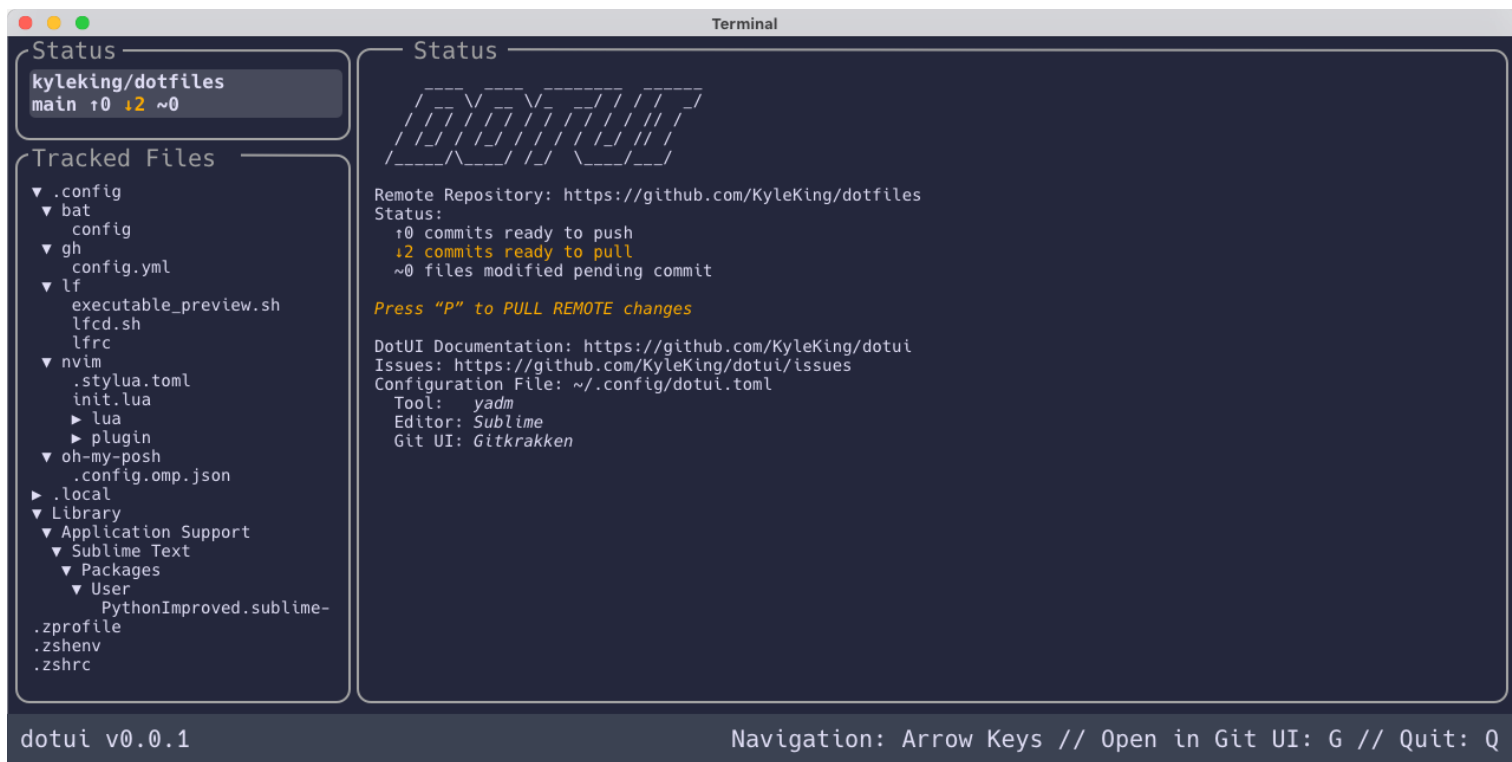 Terminal
Status
kyleking/dotfiles
main ↑0 ↓2 ~0
Tracked Files
▼ .config
▼ bat
config
▼ gh
config.yml
▼ lf
executable_preview.sh
lfcd.sh
lfrc
▼ nvim
.stylua.toml
init.lua
▶ lua
▶ plugin
▼ oh-my-posh
.config.omp.json
▶ .local
▼ Library
▼ Application Support
▼ Sublime Text
▼ Packages
▼ User
PythonImproved.sublime-
.zprofile
.zshenv
.zshrc
Status
DOTUI
Remote Repository: https://github.com/KyleKing/dotfiles
Status:
↑0 commits ready to push
↓2 commits ready to pull
~0 files modified pending commit
Press “P” to PULL REMOTE changes
DotUI Documentation: https://github.com/KyleKing/dotui
Issues: https://github.com/KyleKing/dotui/issues
Configuration File: ~/.config/dotui.toml
Tool: yadm
Editor: Sublime
Git UI: Gitkrakken
dotui v0.0.1
Navigation: Arrow Keys // Open in Git UI: G // Quit: Q